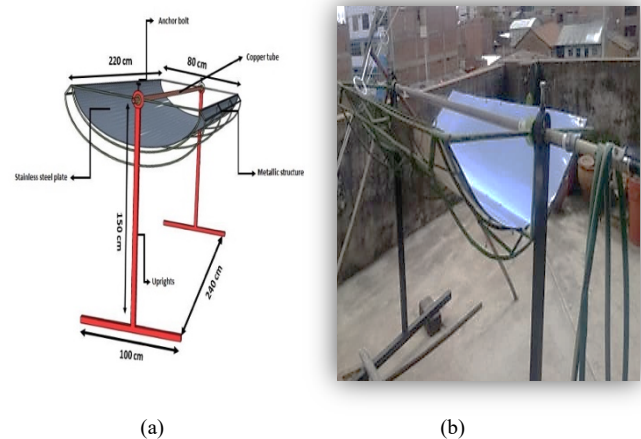 Anchor bolt
220 cm
80 cm
Copper tube
Stainless steel plate
Metallic structure
150 cm
Uprights
240 cm
100 cm
(a)
(b)